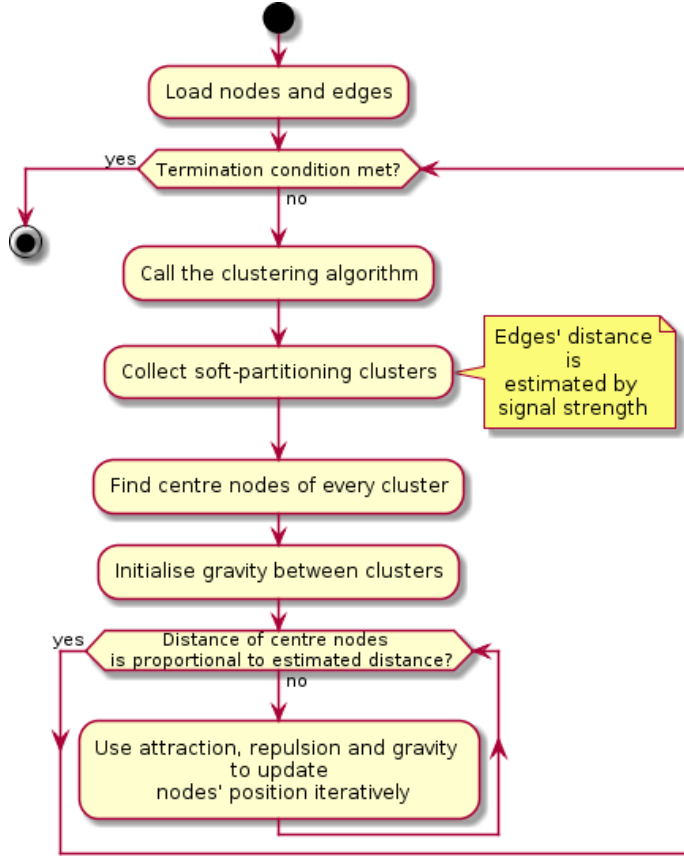 Load nodes and edges
yes
Termination condition met?
no
Call the clustering algorithm
Collect soft-partitioning clusters
Edges' distance
is
estimated by
signal strength
Find centre nodes of every cluster
Initialise gravity between clusters
yes
Distance of centre nodes
is proportional to estimated distance?
no
Use attraction, repulsion and gravity
to update
nodes' position iteratively